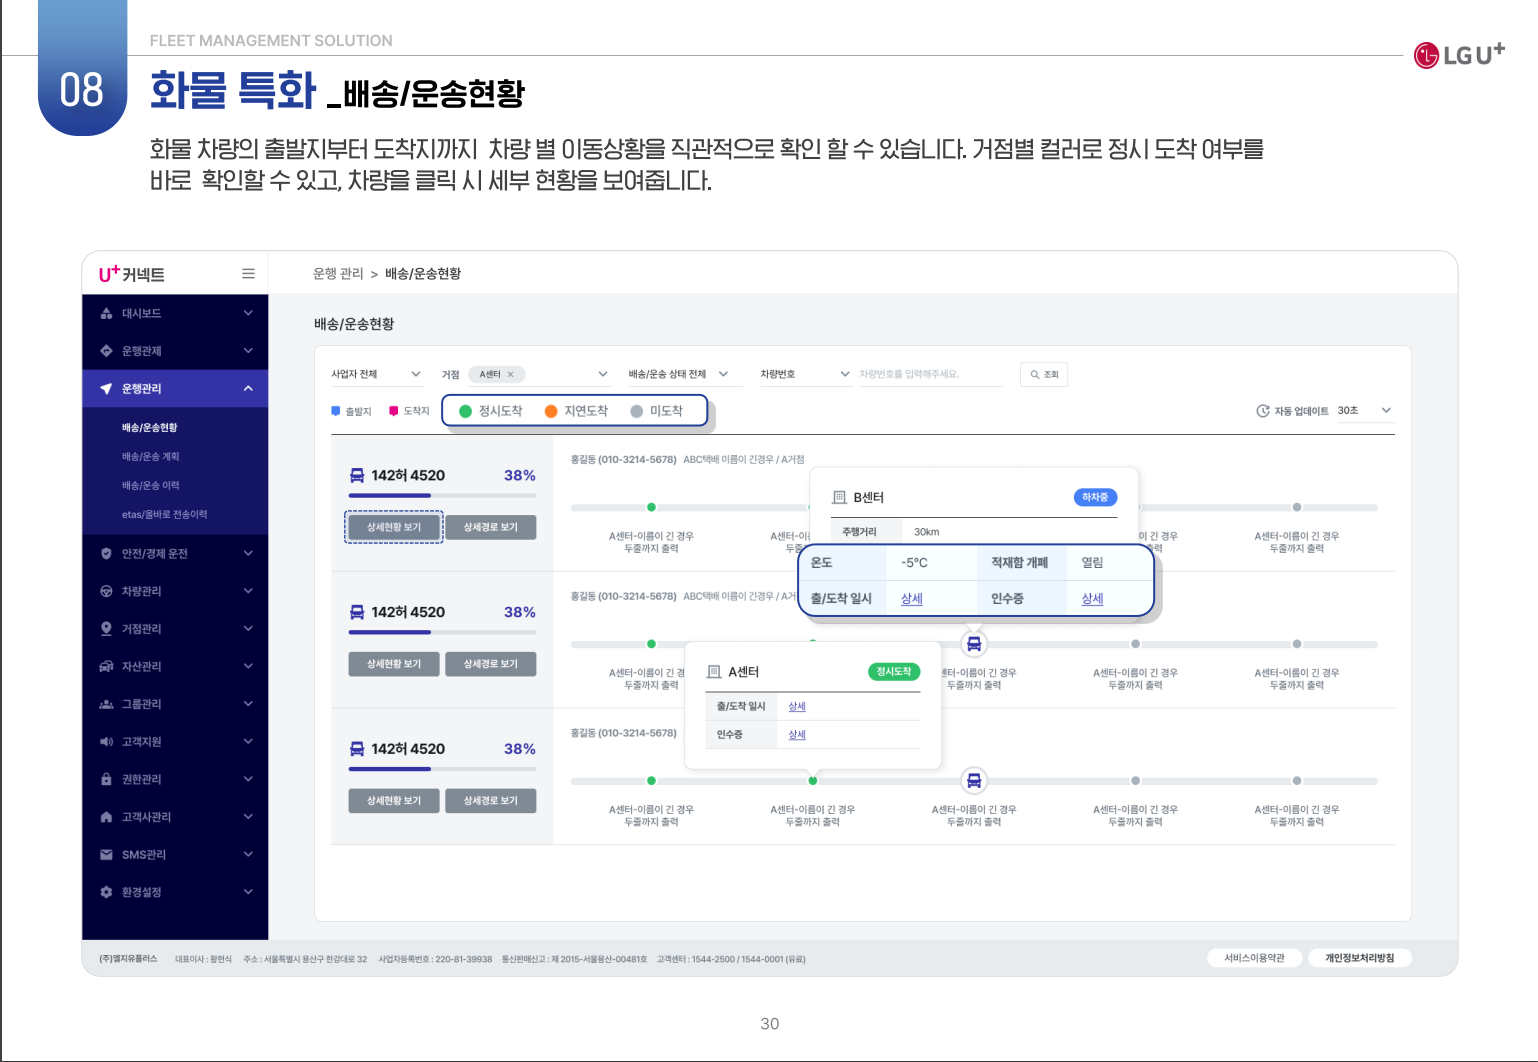 FLEET MANAGEMENT SOLUTION
LG U+
08
화물 특화 _배송/운송현황
화물 차량의 출발지부터 도착지까지 차량 별 이동상황을 직관적으로 확인 할 수 있습니다. 거점별 컬러로 정시 도착 여부를
바로 확인할 수 있고, 차량을 클릭 시 세부 현황을 보여줍니다.
U+커넥트
운행 관리 > 배송/운송현황
대시보드
운행관제
운행관리
배송/운송현황
배송/운송 계획
배송/운송 이력
etas/올바로 전송이력
안전/경제 운전
차량관리
거점관리
자산관리
그룹관리
고객지원
권한관리
고객사관리
SMS관리
환경설정
배송/운송현황
사업자 전체 거점 A센터 × 배송/운송 상태 전체 차량번호 차량번호를 입력해주세요. 조회
출발지 도착지 정시도착 지연도착 미도착 자동 업데이트 30초
142허 4520 38%
상세현황 보기 상세경로 보기
홍길동 (010-3214-5678) ABC택배 이름이 긴경우 / A거점
A센터-이름이 긴 경우
두줄까지 출력
A센터-이름이 긴 경우
두줄까지 출력
B센터 하차중
주행거리 30km
온도 -5℃ 적재함 개폐 열림
출/도착 일시 상세 인수증 상세
142허 4520 38%
상세현황 보기 상세경로 보기
홍길동 (010-3214-5678) ABC택배 이름이 긴경우 / A거
A센터-이름이 긴 경
두줄까지 출력
센터-이름이 긴 경우
두줄까지 출력
A센터-이름이 긴 경우
두줄까지 출력
A센터-이름이 긴 경우
두줄까지 출력
A센터 정시도착
출/도착 일시 상세
인수증 상세
142허 4520 38%
상세현황 보기 상세경로 보기
홍길동 (010-3214-5678)
A센터-이름이 긴 경우
두줄까지 출력
A센터-이름이 긴 경우
두줄까지 출력
A센터-이름이 긴 경우
두줄까지 출력
A센터-이름이 긴 경우
두줄까지 출력
A센터-이름이 긴 경우
두줄까지 출력
(주)엘지유플러스 대표이사 : 황현식 주소 : 서울특별시 용산구 한강대로 32 사업자등록번호 : 220-81-39938 통신판매신고 : 제 2015-서울용산-00481호 고객센터 : 1544-2500 / 1544-0001 (유료)
서비스이용약관 개인정보처리방침
30